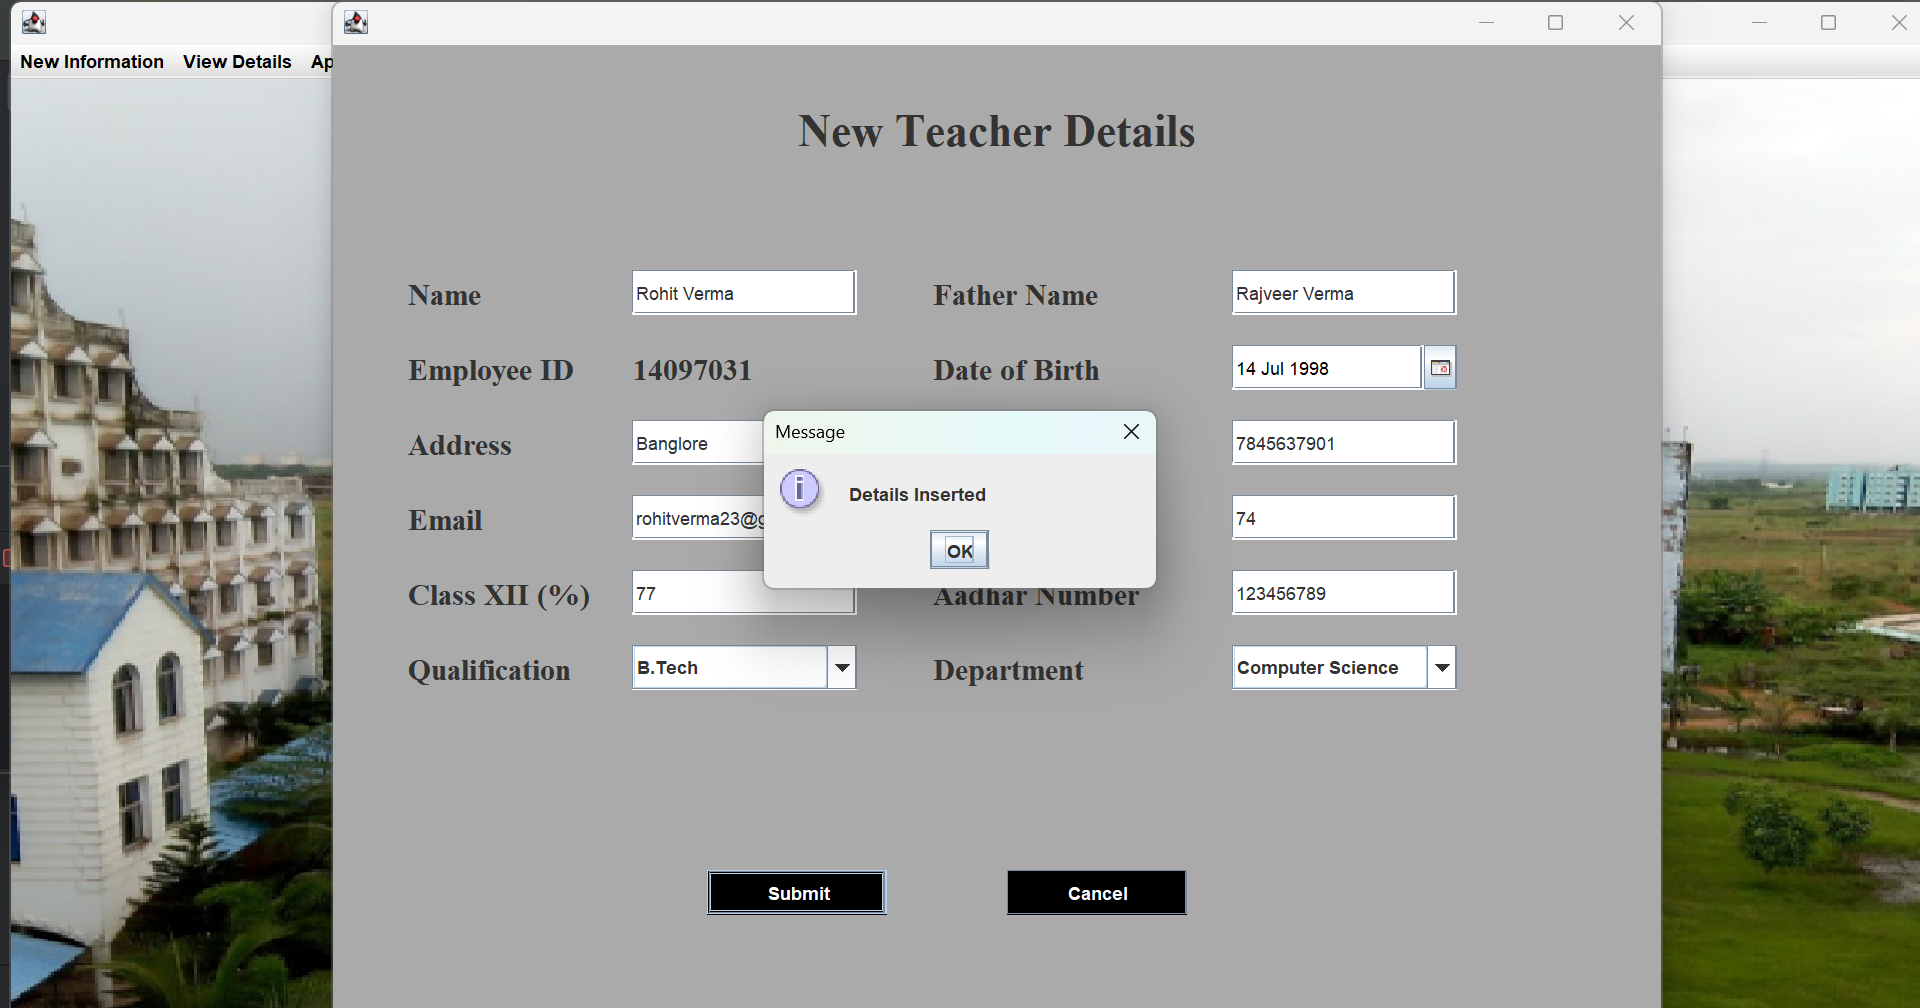 New Information View Details Ap
New Teacher Details
Name Rohit Verma Father Name Rajveer Verma
Employee ID 14097031 Date of Birth 14 Jul 1998
Message
Address Banglore 7845637901
Details Inserted
Email rohitverma23@g 74
OK
Class XII (%) 77 Aadhar Number 123456789
Qualification B.Tech Department Computer Science
Submit Cancel